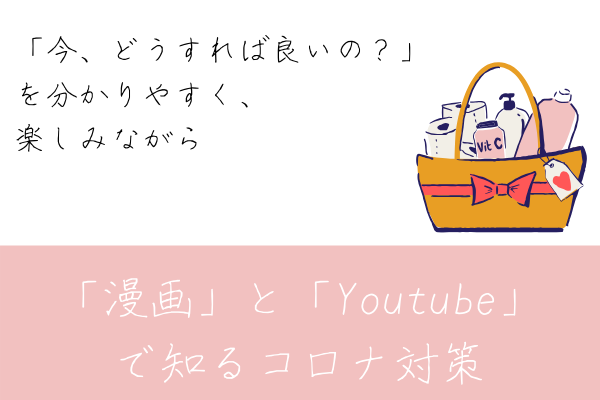 「今、どうすれば良いの？」
を分かりやすく、
楽しみながら
Vit C
「漫画」と「Youtube」
で知るコロナ対策